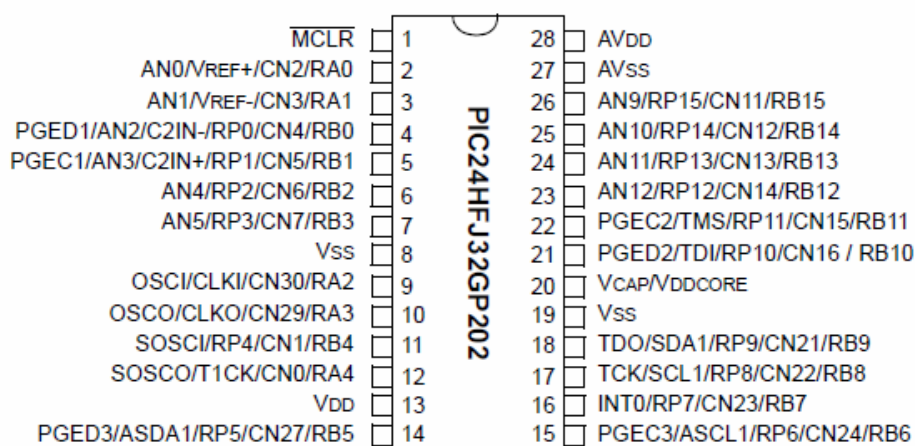 MCLR 1 28 AVDD
AN0/VREF+/CN2/RA0 2 27 AVSS
AN1/VREF-/CN3/RA1 3 26 AN9/RP15/CN11/RB15
PGED1/AN2/C2IN-/RP0/CN4/RB0 4 25 AN10/RP14/CN12/RB14
PGEC1/AN3/C2IN+/RP1/CN5/RB1 5 24 AN11/RP13/CN13/RB13
AN4/RP2/CN6/RB2 6 23 AN12/RP12/CN14/RB12
AN5/RP3/CN7/RB3 7 22 PGEC2/TMS/RP11/CN15/RB11
VSS 8 21 PGED2/TDI/RP10/CN16 / RB10
OSCI/CLKI/CN30/RA2 9 20 VCAP/VDDCORE
OSCO/CLKO/CN29/RA3 10 19 VSS
SOSCI/RP4/CN1/RB4 11 18 TDO/SDA1/RP9/CN21/RB9
SOSCO/T1CK/CN0/RA4 12 17 TCK/SCL1/RP8/CN22/RB8
VDD 13 16 INT0/RP7/CN23/RB7
PGED3/ASDA1/RP5/CN27/RB5 14 15 PGEC3/ASCL1/RP6/CN24/RB6
PIC24HFJ32GP202